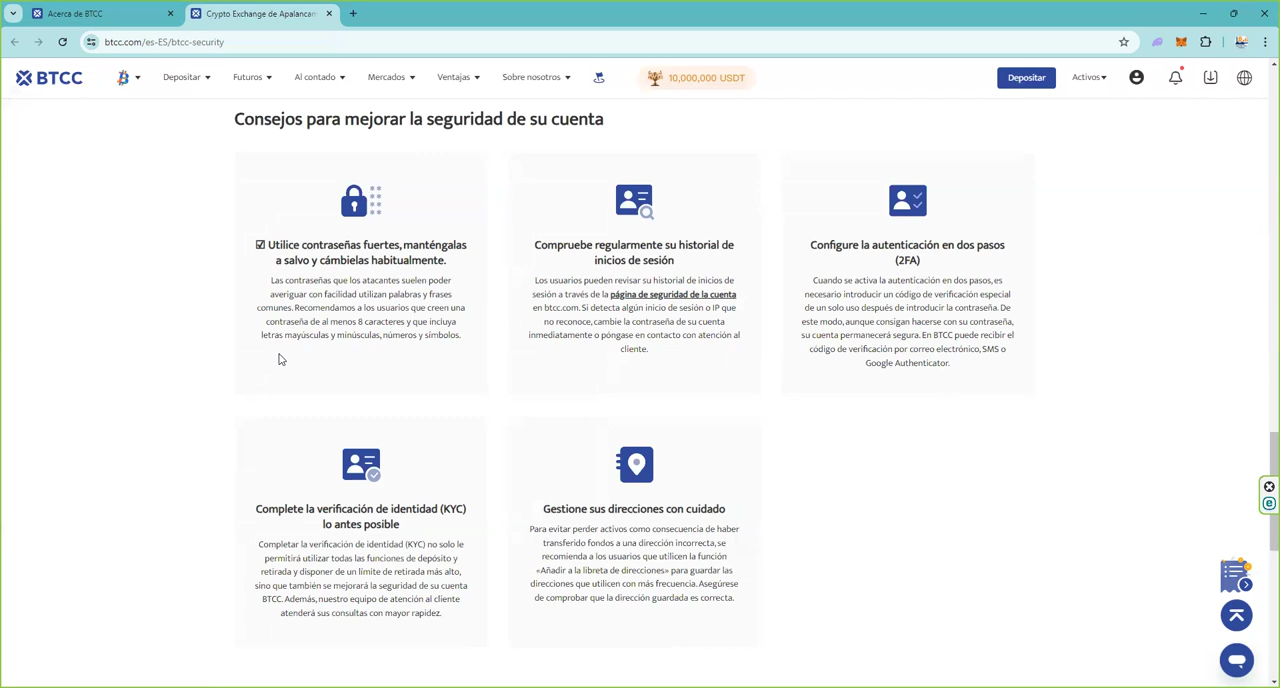 Acerca de BTCC
Crypto Exchange de Apalancam
btcc.com/es-ES/btcc-security
BTCC
Depositar
Futuros
Al contado
Mercados
Ventajas
Sobre nosotros
10,000,000 USDT
Depositar
Activos
Consejos para mejorar la seguridad de su cuenta
☑ Utilice contraseñas fuertes, manténgalas
a salvo y cámbielas habitualmente.
Las contraseñas que los atacantes suelen poder
averiguar con facilidad utilizan palabras y frases
comunes. Recomendamos a los usuarios que creen una
contraseña de al menos 8 caracteres y que incluya
letras mayúsculas y minúsculas, números y símbolos.
Compruebe regularmente su historial de
inicios de sesión
Los usuarios pueden revisar su historial de inicios de
sesión a través de la página de seguridad de la cuenta
en btcc.com. Si detecta algún inicio de sesión o IP que
no reconoce, cambie la contraseña de su cuenta
inmediatamente o póngase en contacto con atención al
cliente.
Configure la autenticación en dos pasos
(2FA)
Cuando se activa la autenticación en dos pasos, es
necesario introducir un código de verificación especial
de un solo uso después de introducir la contraseña. De
este modo, aunque consigan hacerse con su contraseña,
su cuenta permanecerá segura. En BTCC puede recibir el
código de verificación por correo electrónico, SMS o
Google Authenticator.
Complete la verificación de identidad (KYC)
lo antes posible
Completar la verificación de identidad (KYC) no solo le
permitirá utilizar todas las funciones de depósito y
retirada y disponer de un límite de retirada más alto,
sino que también se mejorará la seguridad de su cuenta
BTCC. Además, nuestro equipo de atención al cliente
atenderá sus consultas con mayor rapidez.
Gestione sus direcciones con cuidado
Para evitar perder activos como consecuencia de haber
transferido fondos a una dirección incorrecta, se
recomienda a los usuarios que utilicen la función
«Añadir a la libreta de direcciones» para guardar las
direcciones que utilicen con más frecuencia. Asegúrese
de comprobar que la dirección guardada es correcta.